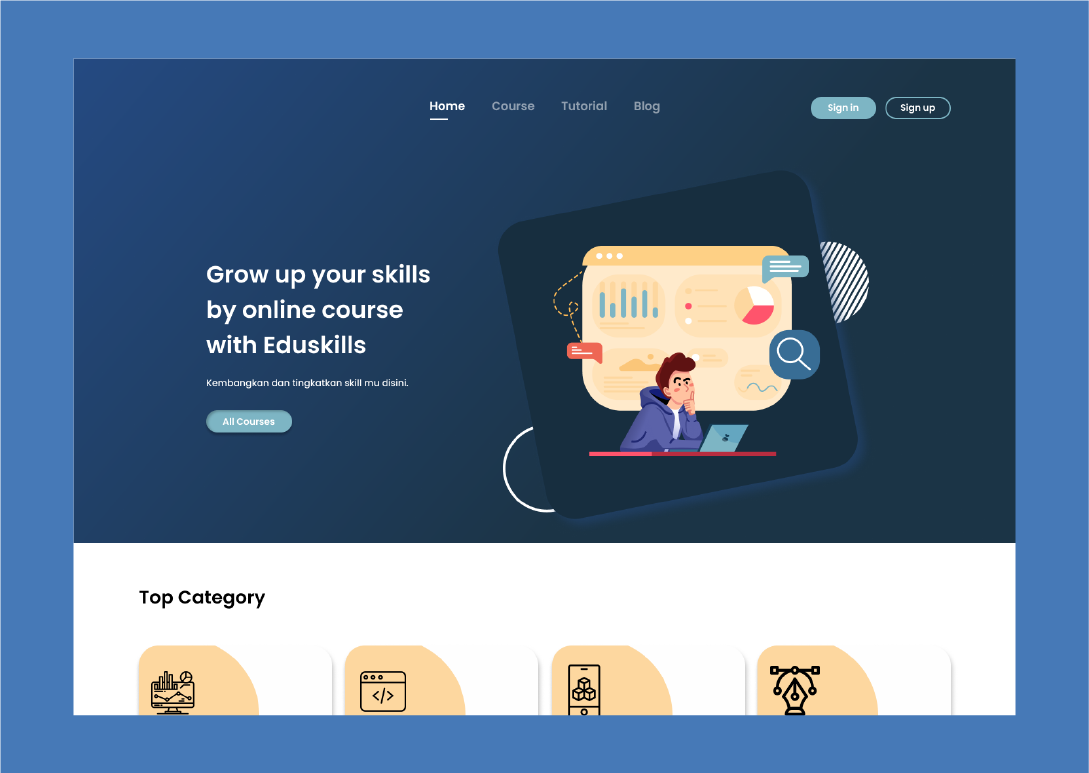 Home Course Tutorial Blog Sign in Sign up
Grow up your skills
by online course
with Eduskills
Kembangkan dan tingkatkan skill mu disini.
All Courses
Top Category
</>